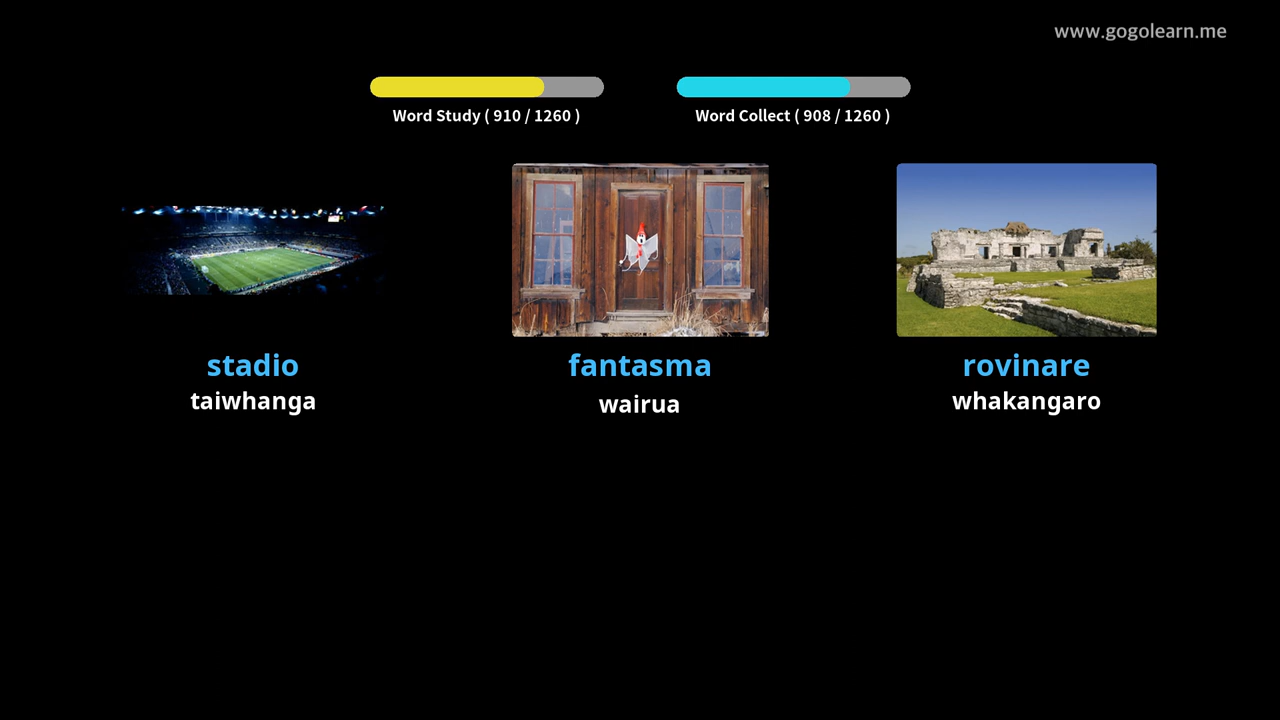 www.gogolearn.me
Word Study ( 910 / 1260 )
Word Collect ( 908 / 1260 )
stadio
fantasma
rovinare
taiwhanga
wairua
whakangaro